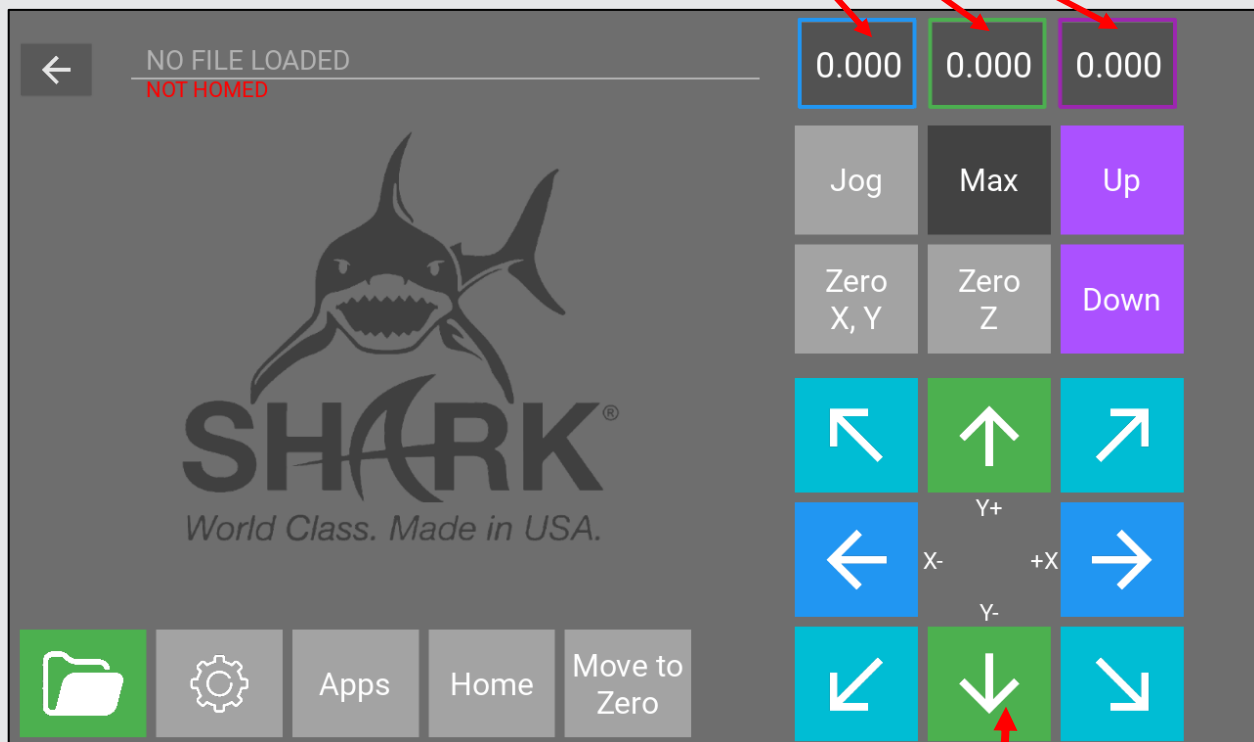 NO FILE LOADED
NOT HOMED
0.000 0.000 0.000
Jog Max Up
Zero X, Y
Zero Z
Down
SHARK®
World Class. Made in USA.
Y+
X- +X
Y-
Apps
Home
Move to
Zero